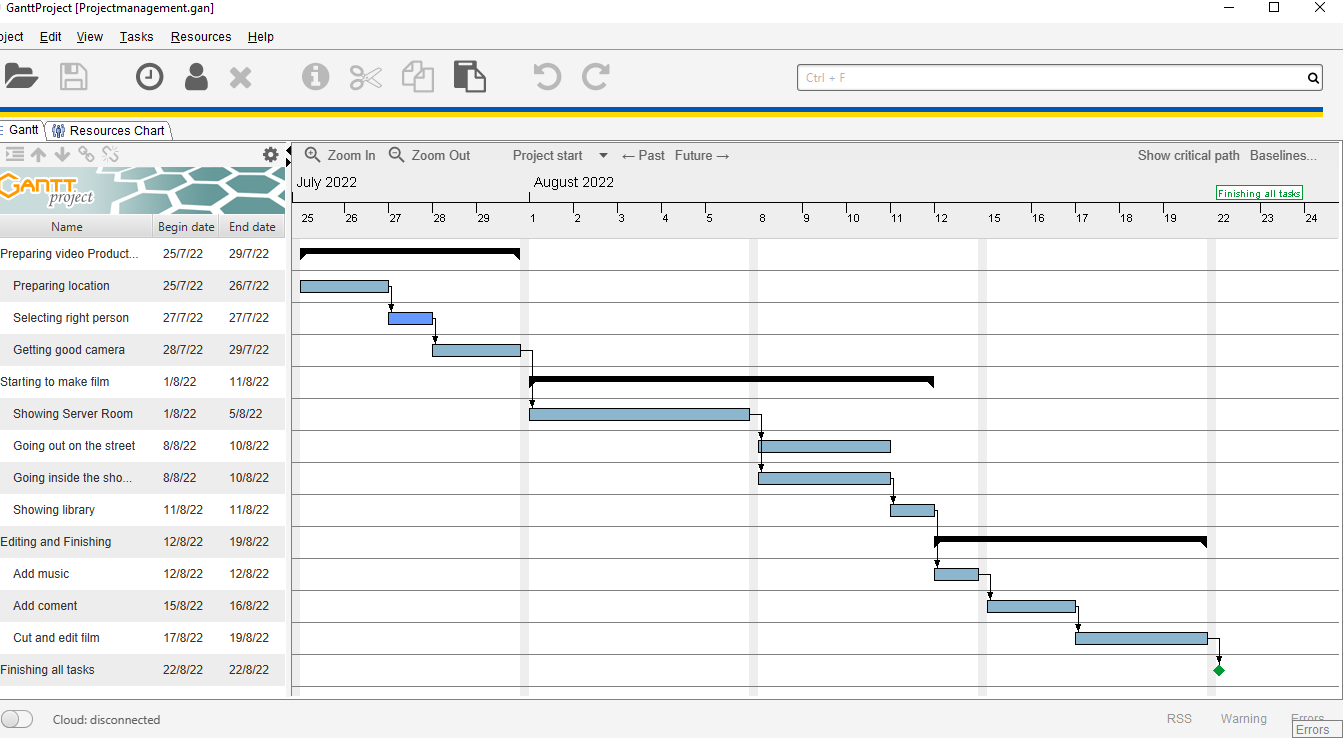 GanttProject [Projectmanagement.gan]
oject Edit View Tasks Resources Help
Ctrl + F
Gantt Resources Chart
Zoom In Zoom Out Project start ← Past Future → Show critical path Baselines...
GANTT
project
July 2022 August 2022
Finishing all tasks
25 26 27 28 29 1 2 3 4 5 8 9 10 11 12 15 16 17 18 19 22 23 24
Name Begin date End date
Preparing video Product... 25/7/22 29/7/22
Preparing location 25/7/22 26/7/22
Selecting right person 27/7/22 27/7/22
Getting good camera 28/7/22 29/7/22
Starting to make film 1/8/22 11/8/22
Showing Server Room 1/8/22 5/8/22
Going out on the street 8/8/22 10/8/22
Going inside the sho... 8/8/22 10/8/22
Showing library 11/8/22 11/8/22
Editing and Finishing 12/8/22 19/8/22
Add music 12/8/22 12/8/22
Add coment 15/8/22 16/8/22
Cut and edit film 17/8/22 19/8/22
Finishing all tasks 22/8/22 22/8/22
Cloud: disconnected RSS Warning Errors
Errors